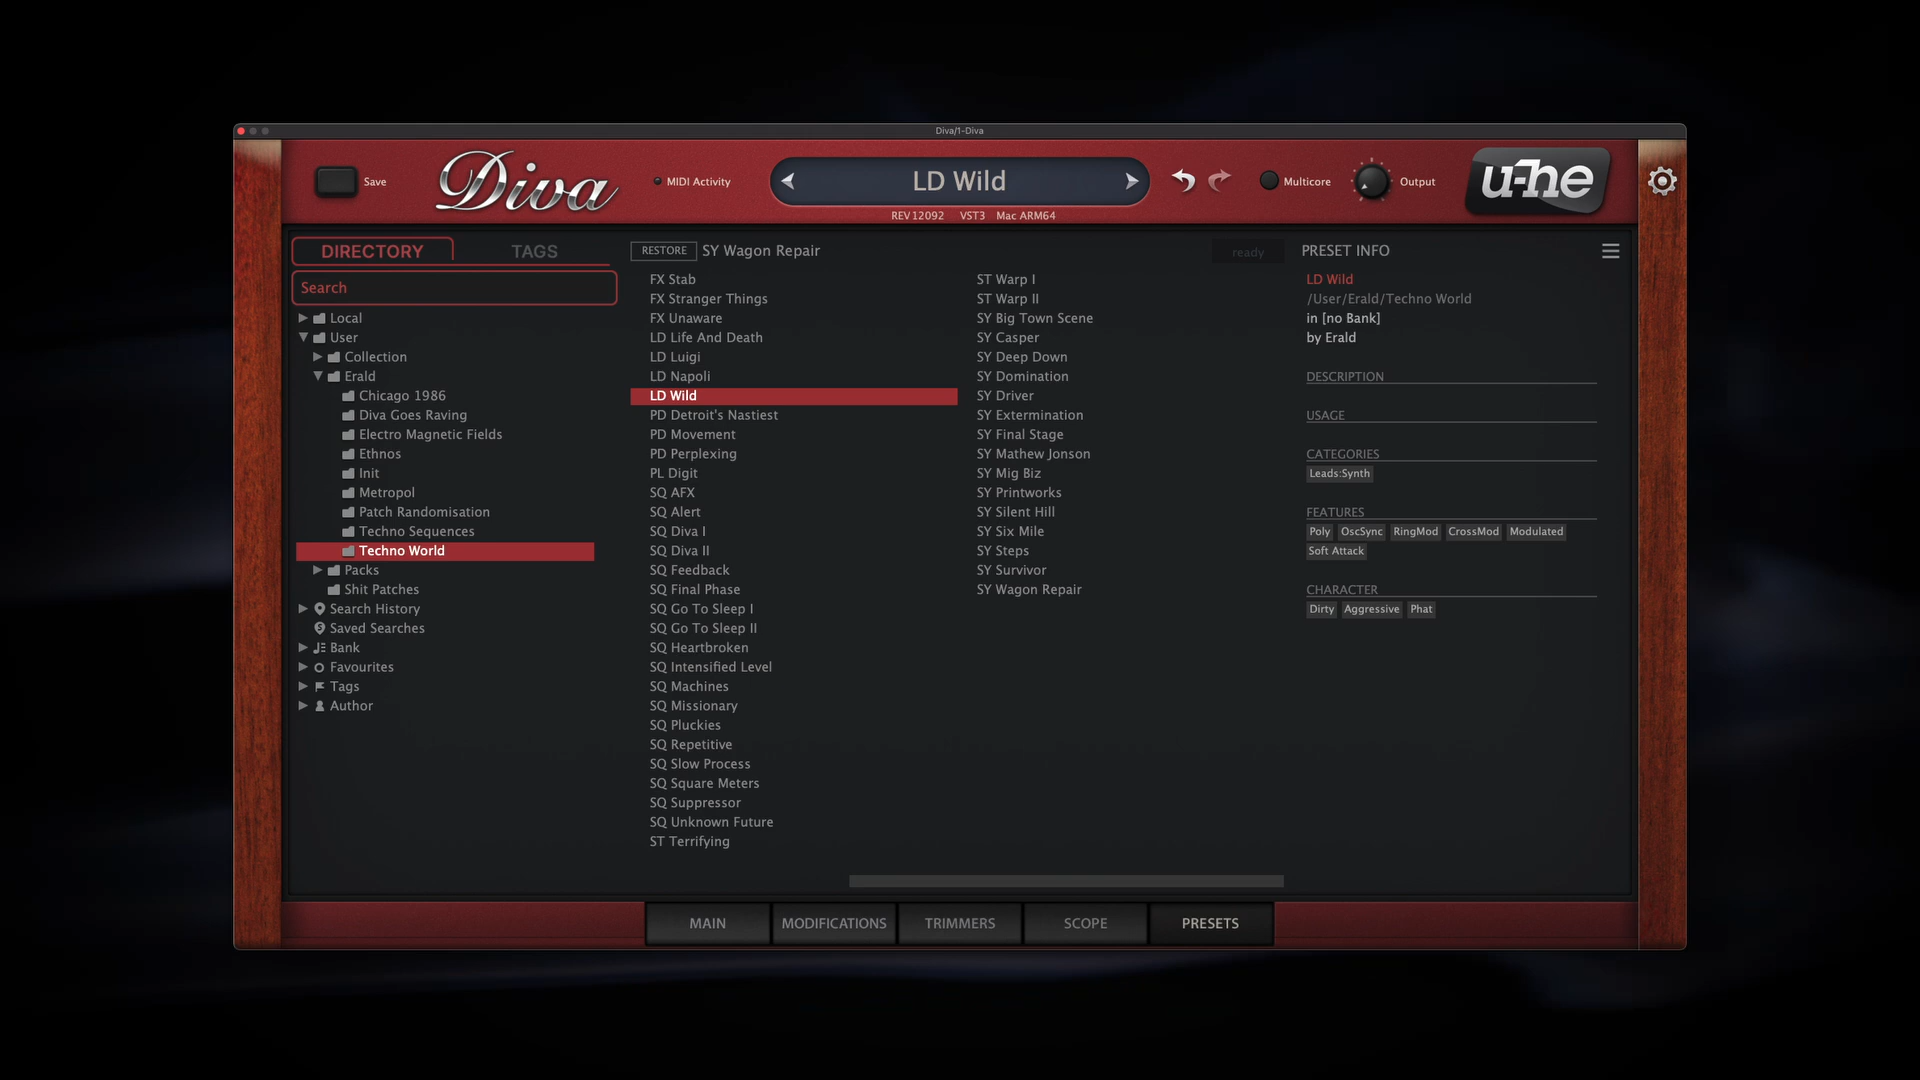 Diva/1-Diva
Save
Diva
MIDI Activity
LD Wild
Multicore
Output
u-he
REV 12092 VST3 Mac ARM64
DIRECTORY
TAGS
Search
Local
User
Collection
Erald
Chicago 1986
Diva Goes Raving
Electro Magnetic Fields
Ethnos
Init
Metropol
Patch Randomisation
Techno Sequences
Techno World
Packs
Shit Patches
Search History
Saved Searches
Bank
Favourites
Tags
Author
RESTORE SY Wagon Repair
ready
FX Stab
FX Stranger Things
FX Unaware
LD Life And Death
LD Luigi
LD Napoli
LD Wild
PD Detroit's Nastiest
PD Movement
PD Perplexing
PL Digit
SQ AFX
SQ Alert
SQ Diva I
SQ Diva II
SQ Feedback
SQ Final Phase
SQ Go To Sleep I
SQ Go To Sleep II
SQ Heartbroken
SQ Intensified Level
SQ Machines
SQ Missionary
SQ Pluckies
SQ Repetitive
SQ Slow Process
SQ Square Meters
SQ Suppressor
SQ Unknown Future
ST Terrifying
ST Warp I
ST Warp II
SY Big Town Scene
SY Casper
SY Deep Down
SY Domination
SY Driver
SY Extermination
SY Final Stage
SY Mathew Jonson
SY Mig Biz
SY Printworks
SY Silent Hill
SY Six Mile
SY Steps
SY Survivor
SY Wagon Repair
PRESET INFO
LD Wild
/User/Erald/Techno World
in [no Bank]
by Erald
DESCRIPTION
USAGE
CATEGORIES
Leads:Synth
FEATURES
Poly OscSync RingMod CrossMod Modulated
Soft Attack
CHARACTER
Dirty Aggressive Phat
MAIN
MODIFICATIONS
TRIMMERS
SCOPE
PRESETS